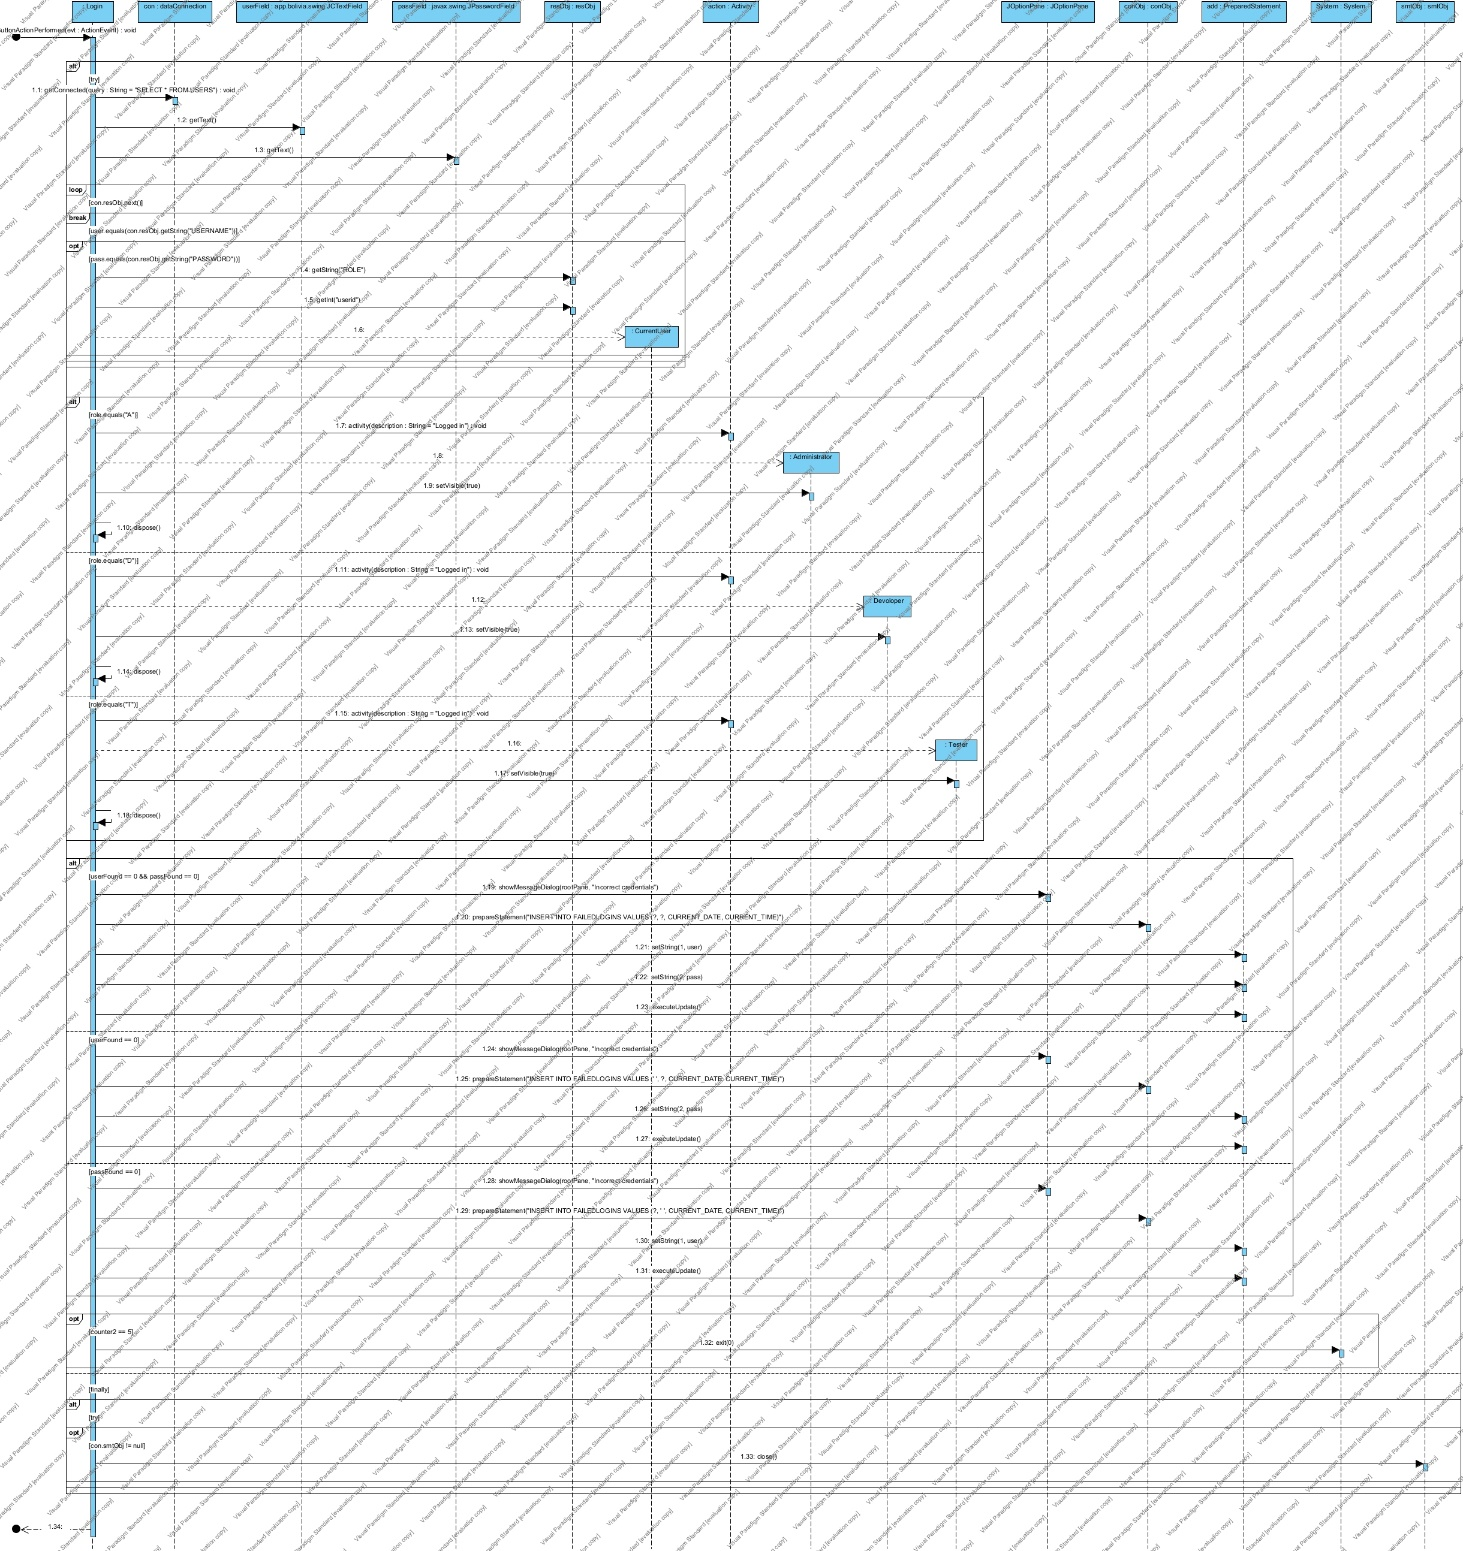 : Login
con : dataConnection
userField : app.bolivia.swing.JCTextField
passField : javax.swing.JPasswordField
resObj : resObj
action : Activity
JOptionPane : JOptionPane
conObj : conObj
add : PreparedStatement
System : System
smtObj : smtObj
uttonActionPerformed(evt : ActionEvent) : void
alt
[try]
1.1: getConnected(query : String = "SELECT * FROM USERS") : void
1.2: getText()
1.3: getText()
loop
[con.resObj.next()]
break
[user.equals(con.resObj.getString("USERNAME"))]
opt
[pass.equals(con.resObj.getString("PASSWORD"))]
1.4: getString("ROLE")
1.5: getInt("userid")
1.6:
: CurrentUser
alt
[role.equals("A")]
1.7: activity(description : String = "Logged in") : void
1.8:
: Administrator
1.9: setVisible(true)
1.10: dispose()
[role.equals("D")]
1.11: activity(description : String = "Logged in") : void
1.12:
: Devoloper
1.13: setVisible(true)
1.14: dispose()
[role.equals("T")]
1.15: activity(description : String = "Logged in") : void
1.16:
: Tester
1.17: setVisible(true)
1.18: dispose()
alt
[userFound == 0 && passFound == 0]
1.19: showMessageDialog(rootPane, "Incorrect credentials")
1.20: prepareStatement("INSERT INTO FAILEDLOGINS VALUES (?, ?, CURRENT_DATE, CURRENT_TIME)")
1.21: setString(1, user)
1.22: setString(2, pass)
1.23: executeUpdate()
[userFound == 0]
1.24: showMessageDialog(rootPane, "Incorrect credentials")
1.25: prepareStatement("INSERT INTO FAILEDLOGINS VALUES (' ', ?, CURRENT_DATE, CURRENT_TIME)")
1.26: setString(2, pass)
1.27: executeUpdate()
[passFound == 0]
1.28: showMessageDialog(rootPane, "Incorrect credentials")
1.29: prepareStatement("INSERT INTO FAILEDLOGINS VALUES (?, ' ', CURRENT_DATE, CURRENT_TIME)")
1.30: setString(1, user)
1.31: executeUpdate()
opt
[counter2 == 5]
1.32: exit(0)
[finally]
alt
[try]
opt
[con.smtObj != null]
1.33: close()
1.34:
Visual Paradigm Standard [evaluation copy]